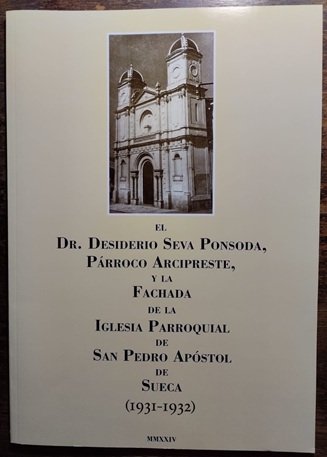 EL
DR. DESIDERIO SEVA PONSODA,
PÁRROCO ARCIPRESTE,
Y LA
FACHADA
DE LA
IGLESIA PARROQUIAL
DE
SAN PEDRO APÓSTOL
DE
SUECA
(1931-1932)
MMXXIV